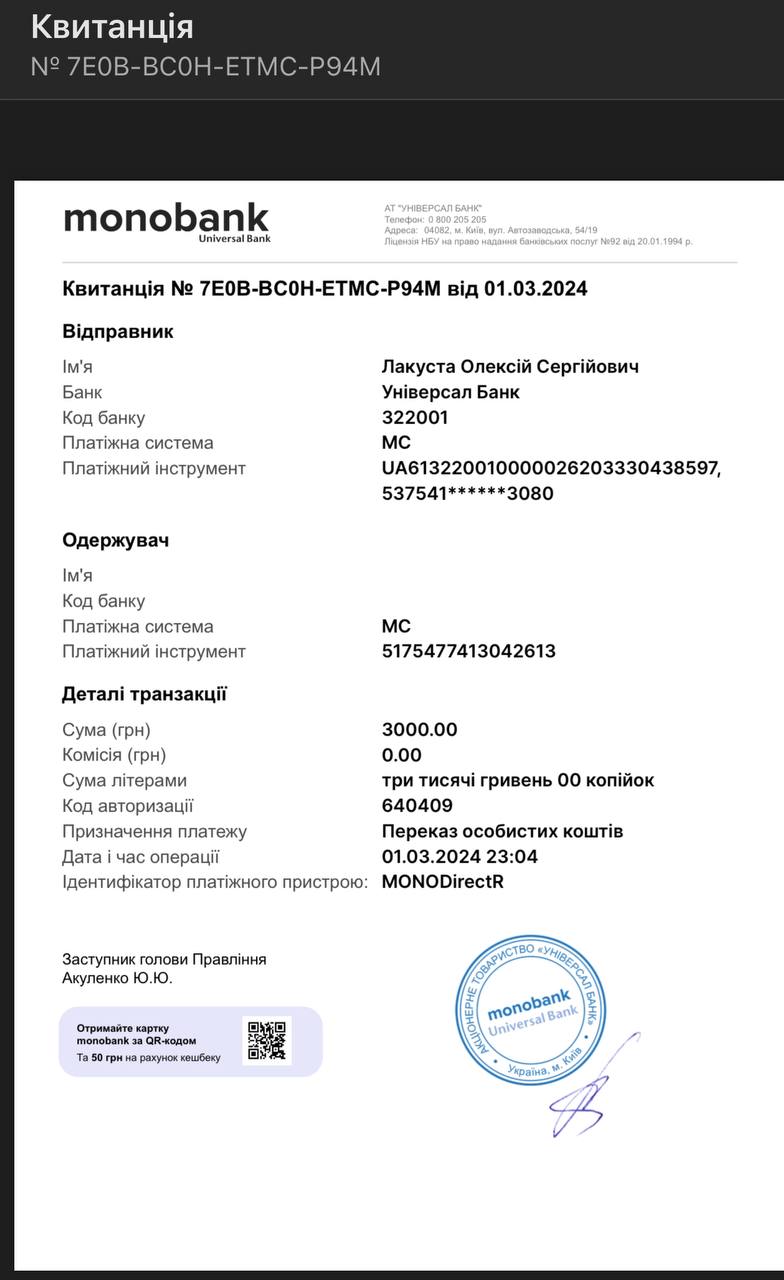 Квитанція
№ 7E0B-BC0H-ETMC-P94M
monobank
Universal Bank
АТ "УНІВЕРСАЛ БАНК"
Телефон: 0 800 205 205
Адреса: 04082, м. Київ, вул. Автозаводська, 54/19
Ліцензія НБУ на право надання банківських послуг №92 від 20.01.1994 р.
Квитанція № 7E0B-BC0H-ETMC-P94M від 01.03.2024
Відправник
Ім'я Лакуста Олексій Сергійович
Банк Універсал Банк
Код банку 322001
Платіжна система МС
Платіжний інструмент UA613220010000026203330438597,
537541******3080
Одержувач
Ім'я
Код банку
Платіжна система МС
Платіжний інструмент 5175477413042613
Деталі транзакції
Сума (грн) 3000.00
Комісія (грн) 0.00
Сума літерами три тисячі гривень 00 копійок
Код авторизації 640409
Призначення платежу Переказ особистих коштів
Дата і час операції 01.03.2024 23:04
Ідентифікатор платіжного пристрою: MONODirectR
Заступник голови Правління
Акуленко Ю.Ю.
Отримайте картку
monobank за QR-кодом
Та 50 грн на рахунок кешбеку
АКЦІОНЕРНЕ ТОВАРИСТВО «УНІВЕРСАЛ БАНК»
monobank
Universal Bank
Україна, м. Київ